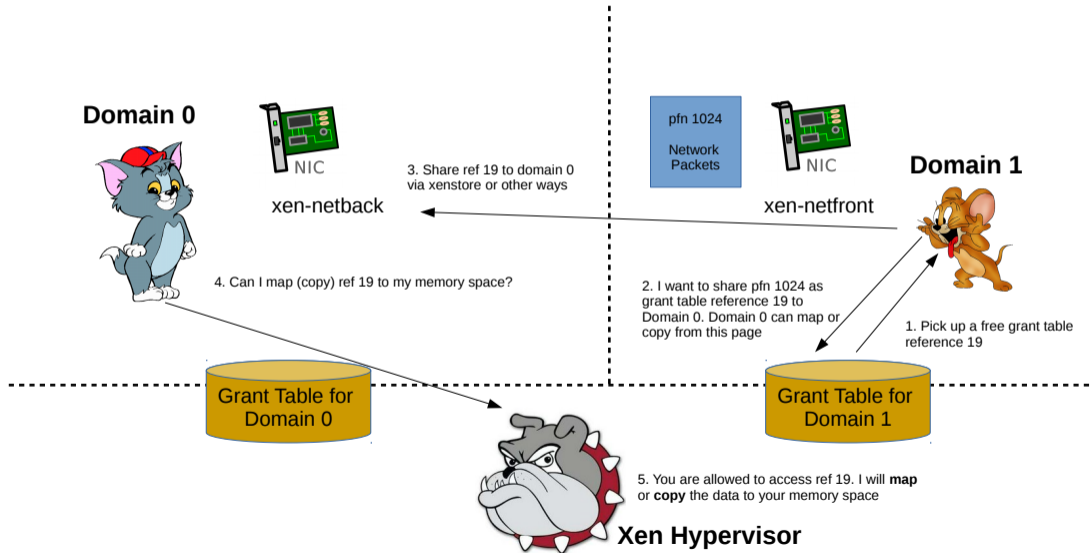 Domain 0
NIC
xen-netback
3. Share ref 19 to domain 0
via xenstore or other ways
pfn 1024
Network
Packets
NIC
xen-netfront
Domain 1
4. Can I map (copy) ref 19 to my memory space?
2. I want to share pfn 1024 as
grant table reference 19 to
Domain 0. Domain 0 can map or
copy from this page
1. Pick up a free grant table
reference 19
Grant Table for
Domain 0
Grant Table for
Domain 1
5. You are allowed to access ref 19. I will map
or copy the data to your memory space
Xen Hypervisor